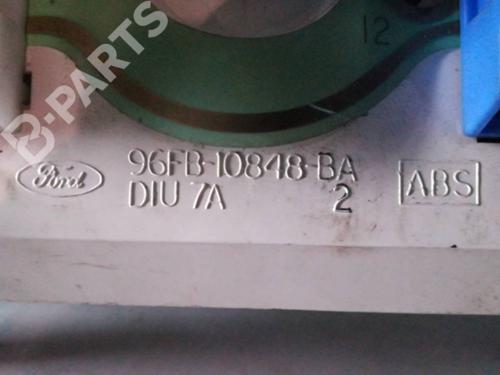 12
B-PARTS
Ford 96FB-10848-BA
DIU 7A 2 ABS